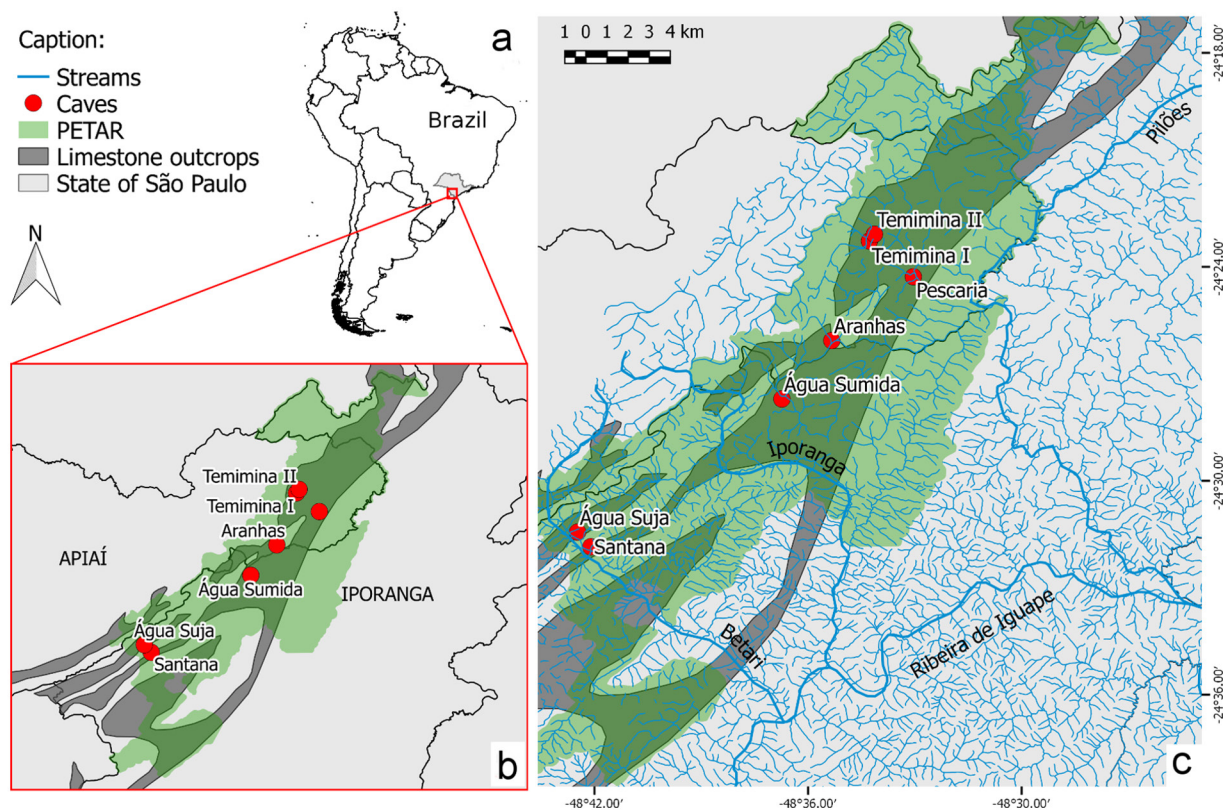 Caption:
Streams
Caves
PETAR
Limestone outcrops
State of São Paulo
N
a
Brazil
Temimina II
Temimina I
Aranhas
APIAÍ
Água Sumida
IPORANGA
Água Suja
Santana
b
1 0 1 2 3 4 km
Pilões
Temimina II
Temimina I
Pescaria
Aranhas
Água Sumida
Iporanga
Água Suja
Santana
Betari
Ribeira de Iguape
c
-24°18.00'
-24°24.00'
-24°30.00'
-24°36.00'
-48°42.00'
-48°36.00'
-48°30.00'